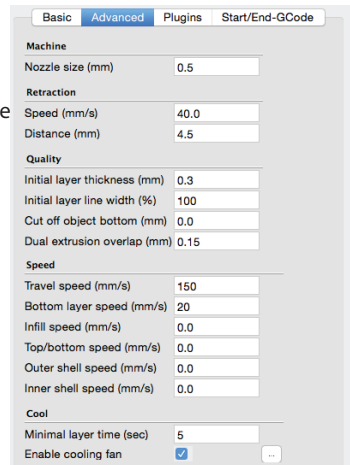 Basic Advanced Plugins Start/End-GCode
Machine
Nozzle size (mm) 0.5
Retraction
e
Speed (mm/s) 40.0
Distance (mm) 4.5
Quality
Initial layer thickness (mm) 0.3
Initial layer line width (%) 100
Cut off object bottom (mm) 0.0
Dual extrusion overlap (mm) 0.15
Speed
Travel speed (mm/s) 150
Bottom layer speed (mm/s) 20
Infill speed (mm/s) 0.0
Top/bottom speed (mm/s) 0.0
Outer shell speed (mm/s) 0.0
Inner shell speed (mm/s) 0.0
Cool
Minimal layer time (sec) 5
Enable cooling fan ...